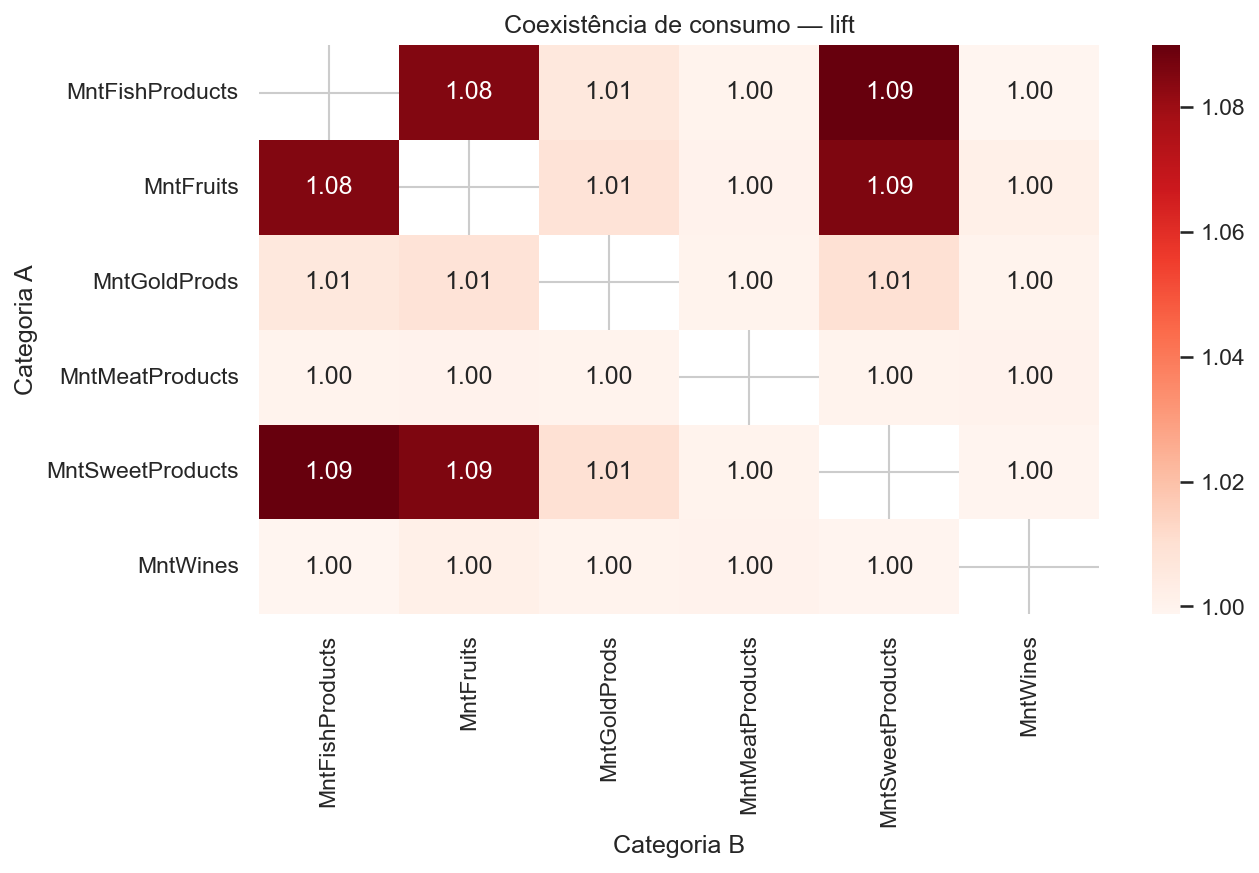 Coexistência de consumo — lift
MntFishProducts 1.08 1.01 1.00 1.09 1.00
MntFruits 1.08 1.01 1.00 1.09 1.00
MntGoldProds 1.01 1.01 1.00 1.01 1.00
MntMeatProducts 1.00 1.00 1.00 1.00 1.00
MntSweetProducts 1.09 1.09 1.01 1.00 1.00
MntWines 1.00 1.00 1.00 1.00 1.00
Categoria A
MntFishProducts
MntFruits
MntGoldProds
MntMeatProducts
MntSweetProducts
MntWines
Categoria B
1.08
1.06
1.04
1.02
1.00